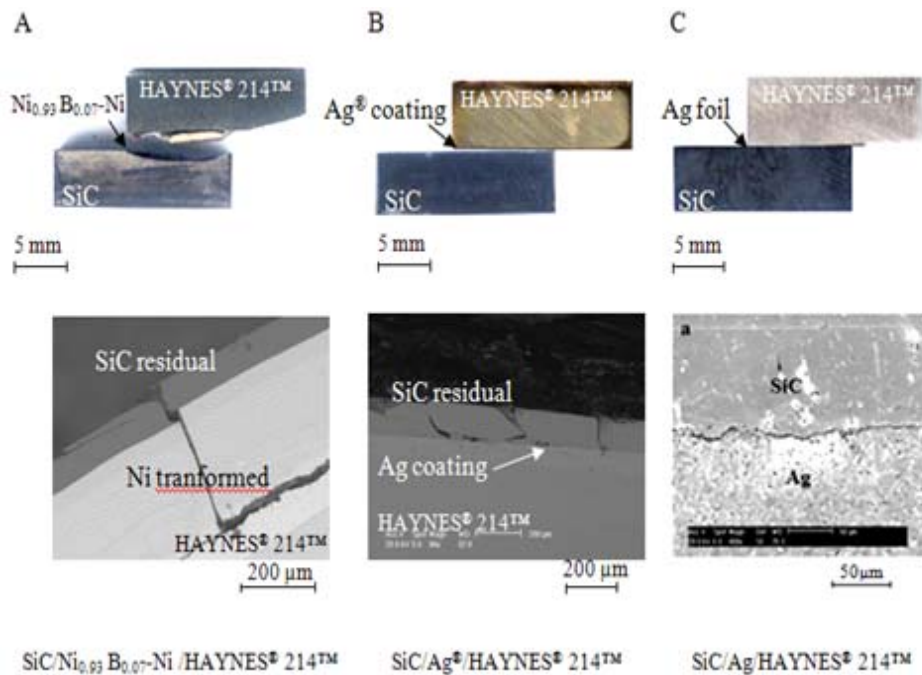 A
B
C
Ni0.93 B0.07-Ni
HAYNES® 214™
SiC
5 mm
Ag® coating
HAYNES® 214™
SiC
5 mm
Ag foil
HAYNES® 214™
SiC
5 mm
SiC residual
Ni tranformed
HAYNES® 214™
200 µm
SiC residual
Ag coating
HAYNES® 214™
200 µm
a
SiC
Ag
50µm
SiC/Ni0.93 B0.07-Ni /HAYNES® 214™
SiC/Ag®/HAYNES® 214™
SiC/Ag/HAYNES® 214™